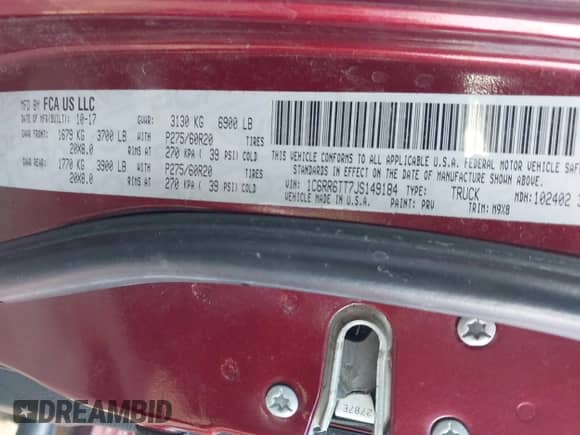 MFD BY FCA US LLC
DATE OF MFR(BUILT): 10-17 GVWR: 3130 KG 6900 LB
GWR FRONT: 1679 KG 3700 LB WITH P275/60R20 TIRES
20X8.0 RIMS AT 270 KPA ( 39 PSI) COLD
GWR REAR: 1770 KG 3900 LB WITH P275/60R20 TIRES
20X8.0 RIMS AT 270 KPA ( 39 PSI) COLD
THIS VEHICLE CONFORMS TO ALL APPLICABLE U.S.A. FEDERAL MOTOR VEHICLE SAFE
STANDARDS IN EFFECT ON THE DATE OF MANUFACTURE SHOWN ABOVE.
VIN: 1C6RR6TT7JS149184 TYPE: TRUCK MDH: 102402
VEHICLE MADE IN U.S.A. PAINT: PRV TRIM: M9X8
2787E
DREAMBID